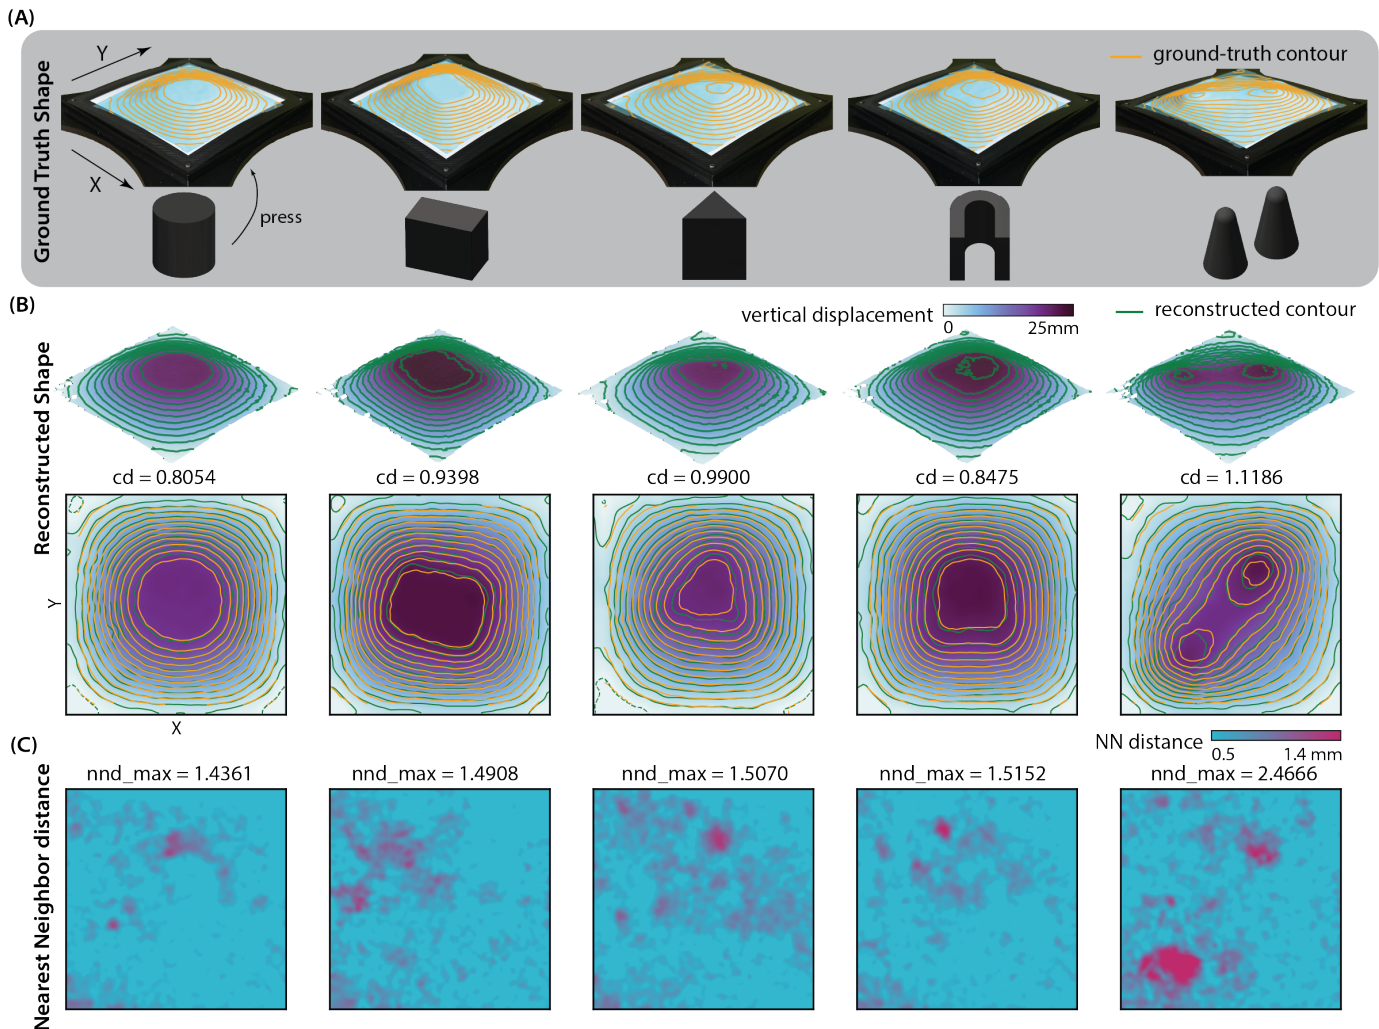 (A)
Ground Truth Shape
Y
X
press
ground-truth contour
(B)
Reconstructed Shape
vertical displacement
0 25mm
reconstructed contour
cd = 0.8054
cd = 0.9398
cd = 0.9900
cd = 0.8475
cd = 1.1186
Y
X
(C)
Nearest Neighbor distance
NN distance
0.5 1.4 mm
nnd_max = 1.4361
nnd_max = 1.4908
nnd_max = 1.5070
nnd_max = 1.5152
nnd_max = 2.4666